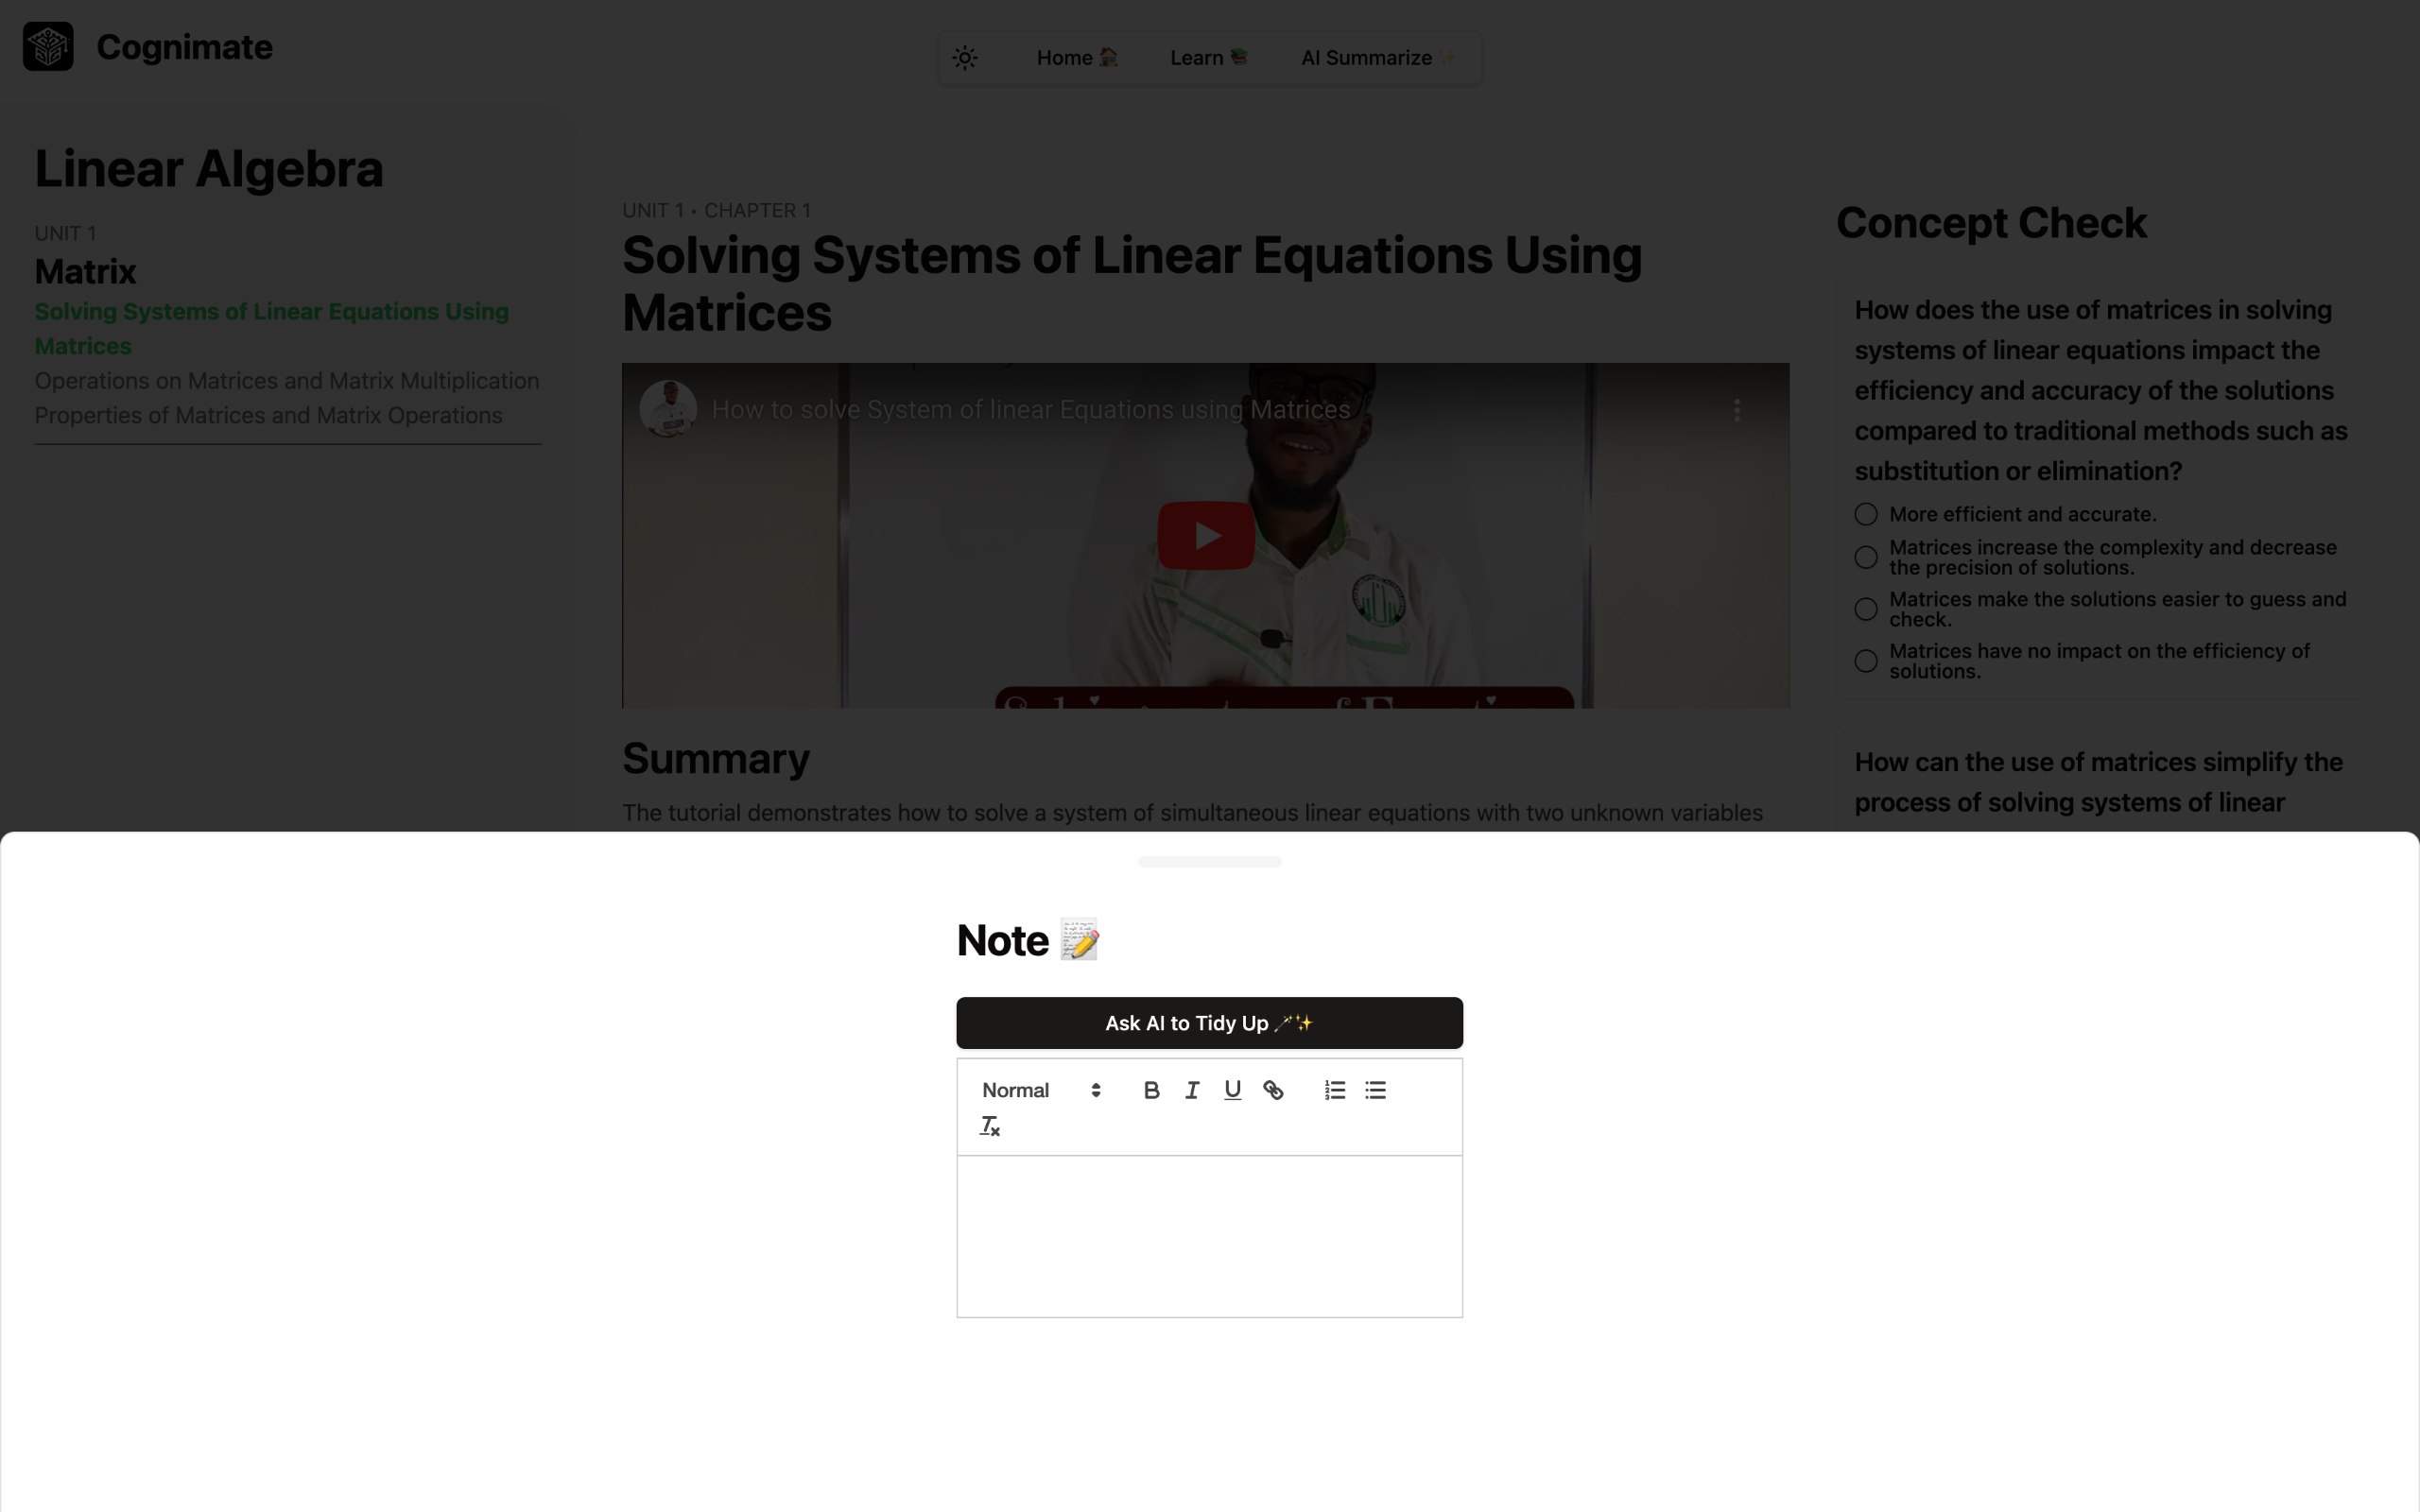 Cognimate
Home
Learn
AI Summarize
Linear Algebra
UNIT 1
Matrix
Solving Systems of Linear Equations Using
Matrices
Operations on Matrices and Matrix Multiplication
Properties of Matrices and Matrix Operations
UNIT 1 • CHAPTER 1
Solving Systems of Linear Equations Using
Matrices
How to solve System of linear Equations using Matrices
Summary
The tutorial demonstrates how to solve a system of simultaneous linear equations with two unknown variables
Concept Check
How does the use of matrices in solving
systems of linear equations impact the
efficiency and accuracy of the solutions
compared to traditional methods such as
substitution or elimination?
More efficient and accurate.
Matrices increase the complexity and decrease
the precision of solutions.
Matrices make the solutions easier to guess and
check.
Matrices have no impact on the efficiency of
solutions.
How can the use of matrices simplify the
process of solving systems of linear
Note
Ask AI to Tidy Up
Normal